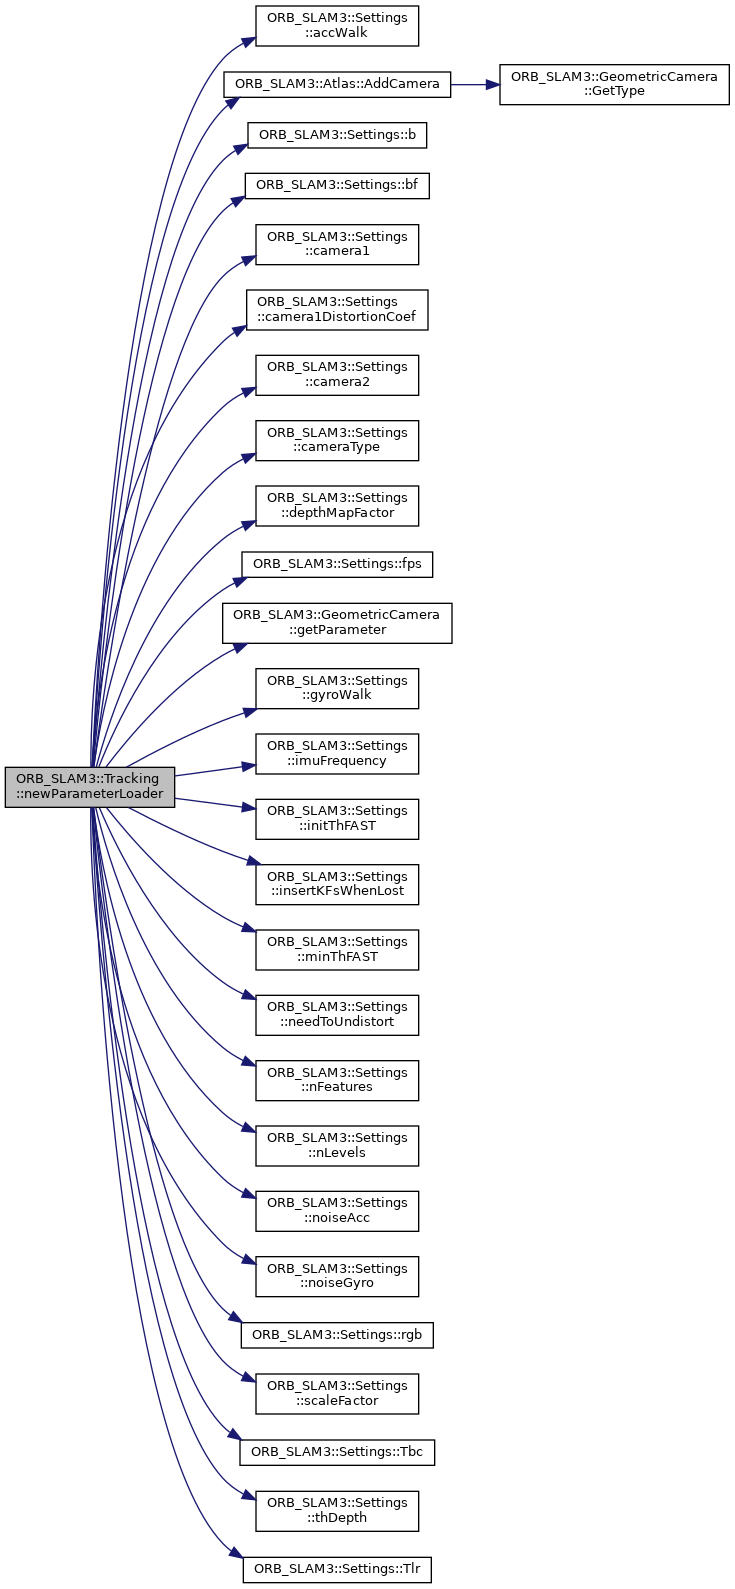 ORB_SLAM3::Settings
::accWalk
ORB_SLAM3::Atlas::AddCamera
ORB_SLAM3::GeometricCamera
::GetType
ORB_SLAM3::Settings::b
ORB_SLAM3::Settings::bf
ORB_SLAM3::Settings
::camera1
ORB_SLAM3::Settings
::camera1DistortionCoef
ORB_SLAM3::Settings
::camera2
ORB_SLAM3::Settings
::cameraType
ORB_SLAM3::Settings
::depthMapFactor
ORB_SLAM3::Settings::fps
ORB_SLAM3::GeometricCamera
::getParameter
ORB_SLAM3::Settings
::gyroWalk
ORB_SLAM3::Settings
::imuFrequency
ORB_SLAM3::Tracking
::newParameterLoader
ORB_SLAM3::Settings
::initThFAST
ORB_SLAM3::Settings
::insertKFsWhenLost
ORB_SLAM3::Settings
::minThFAST
ORB_SLAM3::Settings
::needToUndistort
ORB_SLAM3::Settings
::nFeatures
ORB_SLAM3::Settings
::nLevels
ORB_SLAM3::Settings
::noiseAcc
ORB_SLAM3::Settings
::noiseGyro
ORB_SLAM3::Settings::rgb
ORB_SLAM3::Settings
::scaleFactor
ORB_SLAM3::Settings::Tbc
ORB_SLAM3::Settings
::thDepth
ORB_SLAM3::Settings::Tlr